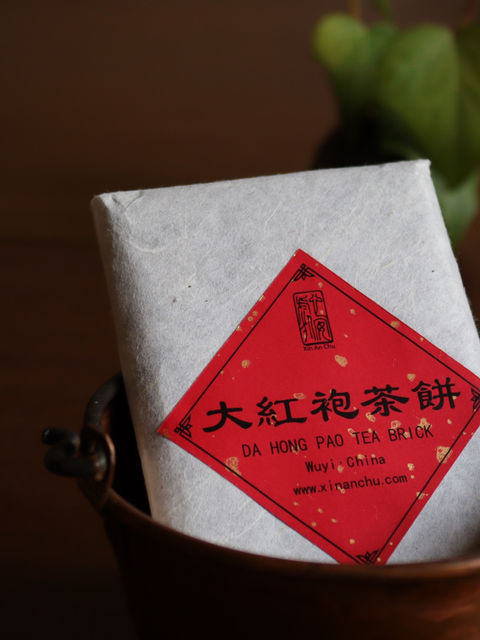 Xin An Chu
大紅袍茶餅
DA HONG PAO TEA BRICK
Wuyi, China
www.xinanchu.com